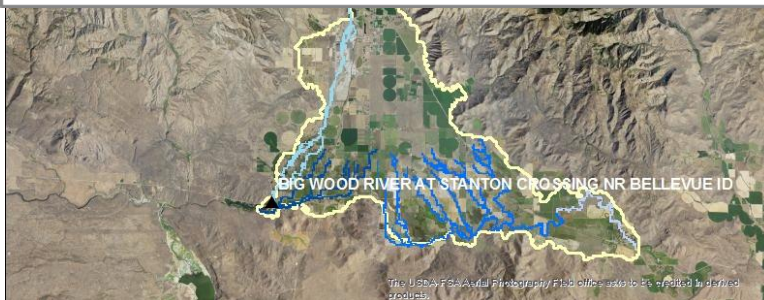 BIG WOOD RIVER AT STANTON CROSSING NR BELLEVUE ID
The USDA FSA Aerial Photography Field office asks to be credited in derived
products.